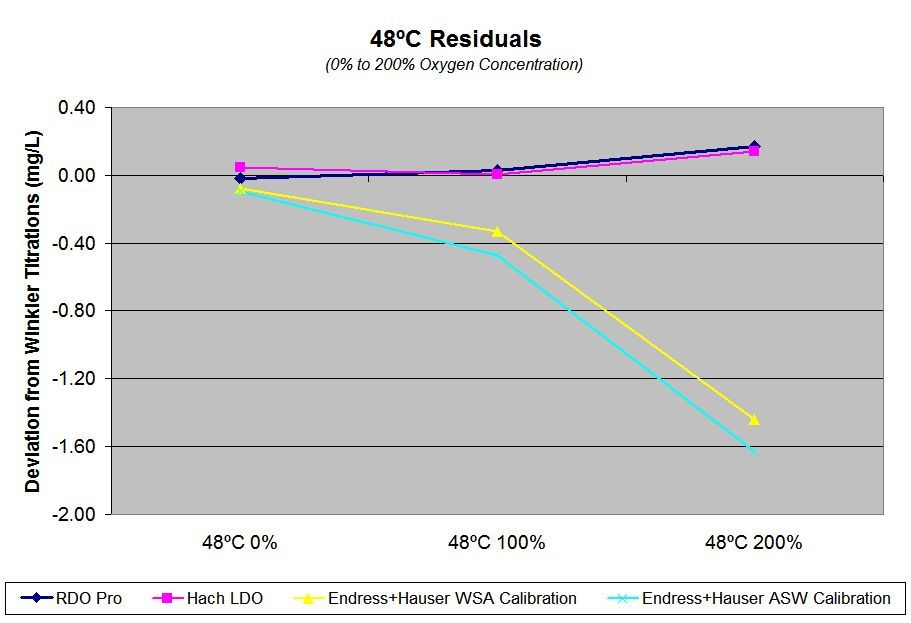 48ºC Residuals
(0% to 200% Oxygen Concentration)
Deviation from Winkler Titrations (mg/L)
0.40
0.00
-0.40
-0.80
-1.20
-1.60
-2.00
48ºC 0% 48ºC 100% 48ºC 200%
RDO Pro Hach LDO Endress+Hauser WSA Calibration Endress+Hauser ASW Calibration